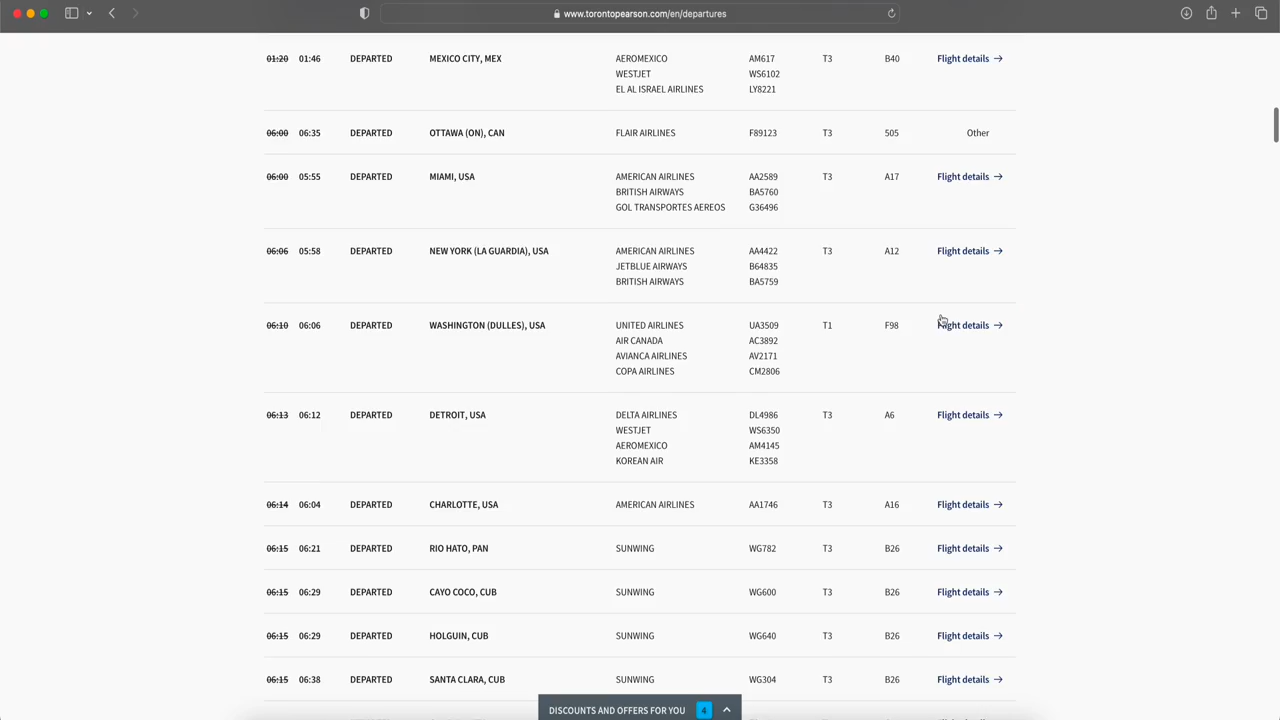 www.torontopearson.com/en/departures
01:20 01:46 DEPARTED MEXICO CITY, MEX AEROMEXICO AM617 T3 B40 Flight details →
WESTJET WS6102
EL AL ISRAEL AIRLINES LY8221
06:00 06:35 DEPARTED OTTAWA (ON), CAN FLAIR AIRLINES F89123 T3 505 Other
06:00 05:55 DEPARTED MIAMI, USA AMERICAN AIRLINES AA2589 T3 A17 Flight details →
BRITISH AIRWAYS BA5760
GOL TRANSPORTES AEREOS G36496
06:06 05:58 DEPARTED NEW YORK (LA GUARDIA), USA AMERICAN AIRLINES AA4422 T3 A12 Flight details →
JETBLUE AIRWAYS B64835
BRITISH AIRWAYS BA5759
06:10 06:06 DEPARTED WASHINGTON (DULLES), USA UNITED AIRLINES UA3509 T1 F98 Flight details →
AIR CANADA AC3892
AVIANCA AIRLINES AV2171
COPA AIRLINES CM2806
06:13 06:12 DEPARTED DETROIT, USA DELTA AIRLINES DL4986 T3 A6 Flight details →
WESTJET WS6350
AEROMEXICO AM4145
KOREAN AIR KE3358
06:14 06:04 DEPARTED CHARLOTTE, USA AMERICAN AIRLINES AA1746 T3 A16 Flight details →
06:15 06:21 DEPARTED RIO HATO, PAN SUNWING WG782 T3 B26 Flight details →
06:15 06:29 DEPARTED CAYO COCO, CUB SUNWING WG600 T3 B26 Flight details →
06:15 06:29 DEPARTED HOLGUIN, CUB SUNWING WG640 T3 B26 Flight details →
06:15 06:38 DEPARTED SANTA CLARA, CUB SUNWING WG304 T3 B26 Flight details →
DISCOUNTS AND OFFERS FOR YOU 4